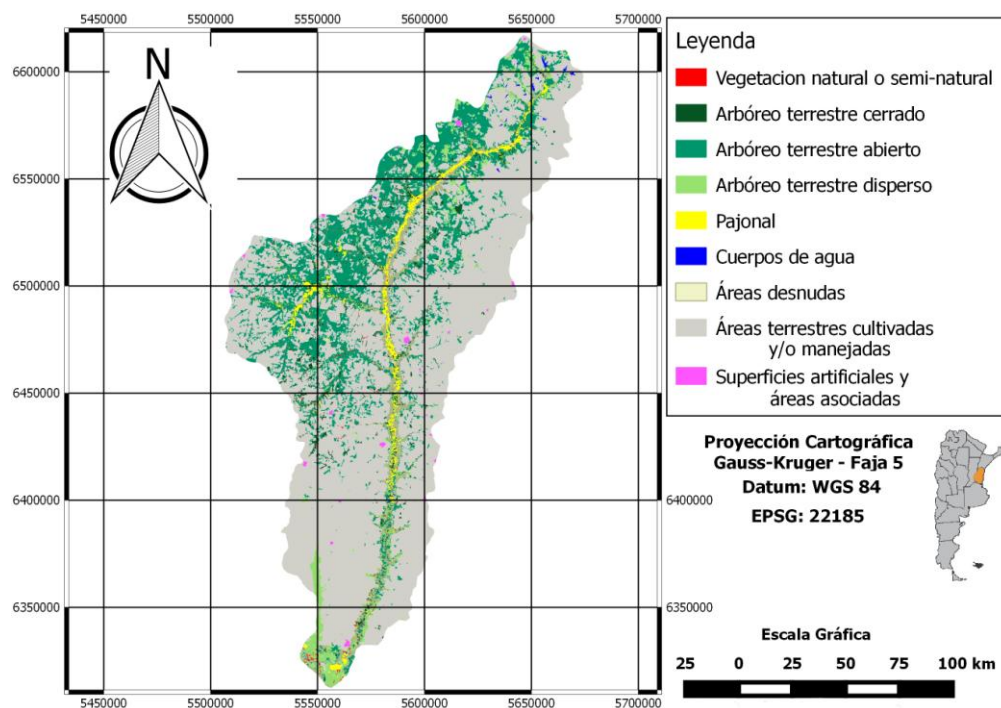 5450000 5500000 5550000 5600000 5650000 5700000
N
6600000
6550000
6500000
6450000
6400000
6350000
6400000
6350000
5450000 5500000 5550000 5600000 5650000 5700000
Leyenda
Vegetacion natural o semi-natural
Arbóreo terrestre cerrado
Arbóreo terrestre abierto
Arbóreo terrestre disperso
Pajonal
Cuerpos de agua
Áreas desnudas
Áreas terrestres cultivadas
y/o manejadas
Superficies artificiales y
áreas asociadas
Proyección Cartográfica
Gauss-Kruger - Faja 5
Datum: WGS 84
EPSG: 22185
Escala Gráfica
25 0 25 50 75 100 km